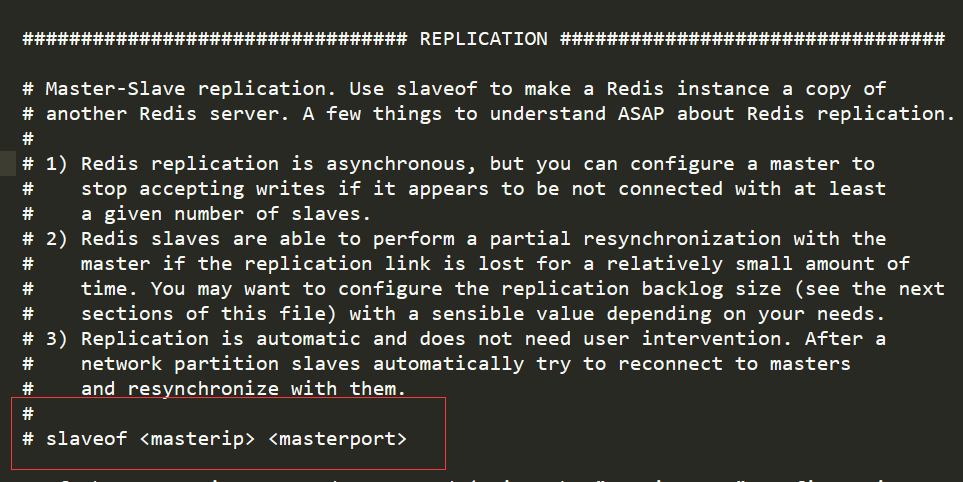 ################################# REPLICATION #################################
# Master-Slave replication. Use slaveof to make a Redis instance a copy of
# another Redis server. A few things to understand ASAP about Redis replication.
#
# 1) Redis replication is asynchronous, but you can configure a master to
#    stop accepting writes if it appears to be not connected with at least
#    a given number of slaves.
# 2) Redis slaves are able to perform a partial resynchronization with the
#    master if the replication link is lost for a relatively small amount of
#    time. You may want to configure the replication backlog size (see the next
#    sections of this file) with a sensible value depending on your needs.
# 3) Replication is automatic and does not need user intervention. After a
#    network partition slaves automatically try to reconnect to masters
#    and resynchronize with them.
#
# slaveof <masterip> <masterport>